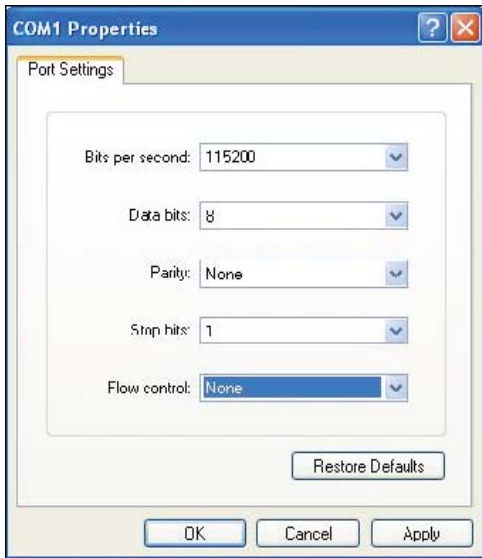 COM1 Properties
?
Port Settings
Bits per second: 115200
Data bits: 8
Parity: None
Stop bits: 1
Flow control: None
Restore Defaults
OK Cancel Apply